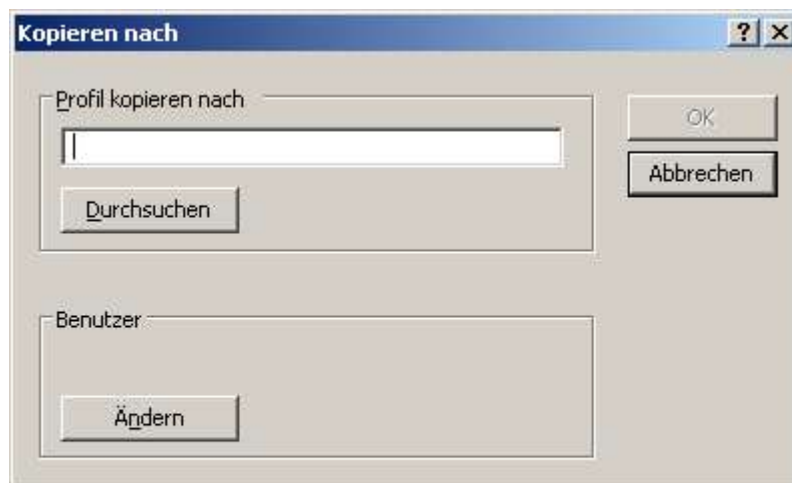 Kopieren nach
Profil kopieren nach
OK
Abbrechen
Durchsuchen
Benutzer
Ändern